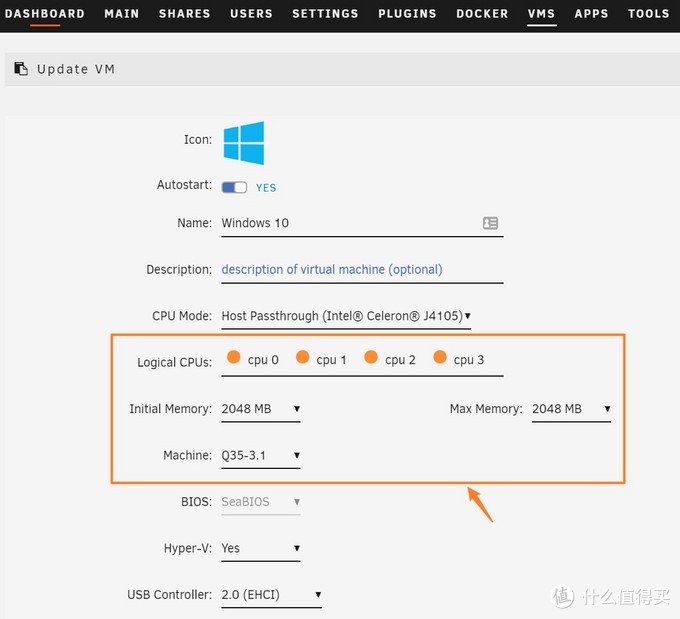 DASHBOARD MAIN SHARES USERS SETTINGS PLUGINS DOCKER VMS APPS TOOLS
Update VM
Icon:
Autostart: YES
Name: Windows 10
Description: description of virtual machine (optional)
CPU Mode: Host Passthrough (Intel® Celeron® J4105)
Logical CPUs: cpu 0 cpu 1 cpu 2 cpu 3
Initial Memory: 2048 MB Max Memory: 2048 MB
Machine: Q35-3.1
BIOS: SeaBIOS
Hyper-V: Yes
USB Controller: 2.0 (EHCI)
值 什么值得买